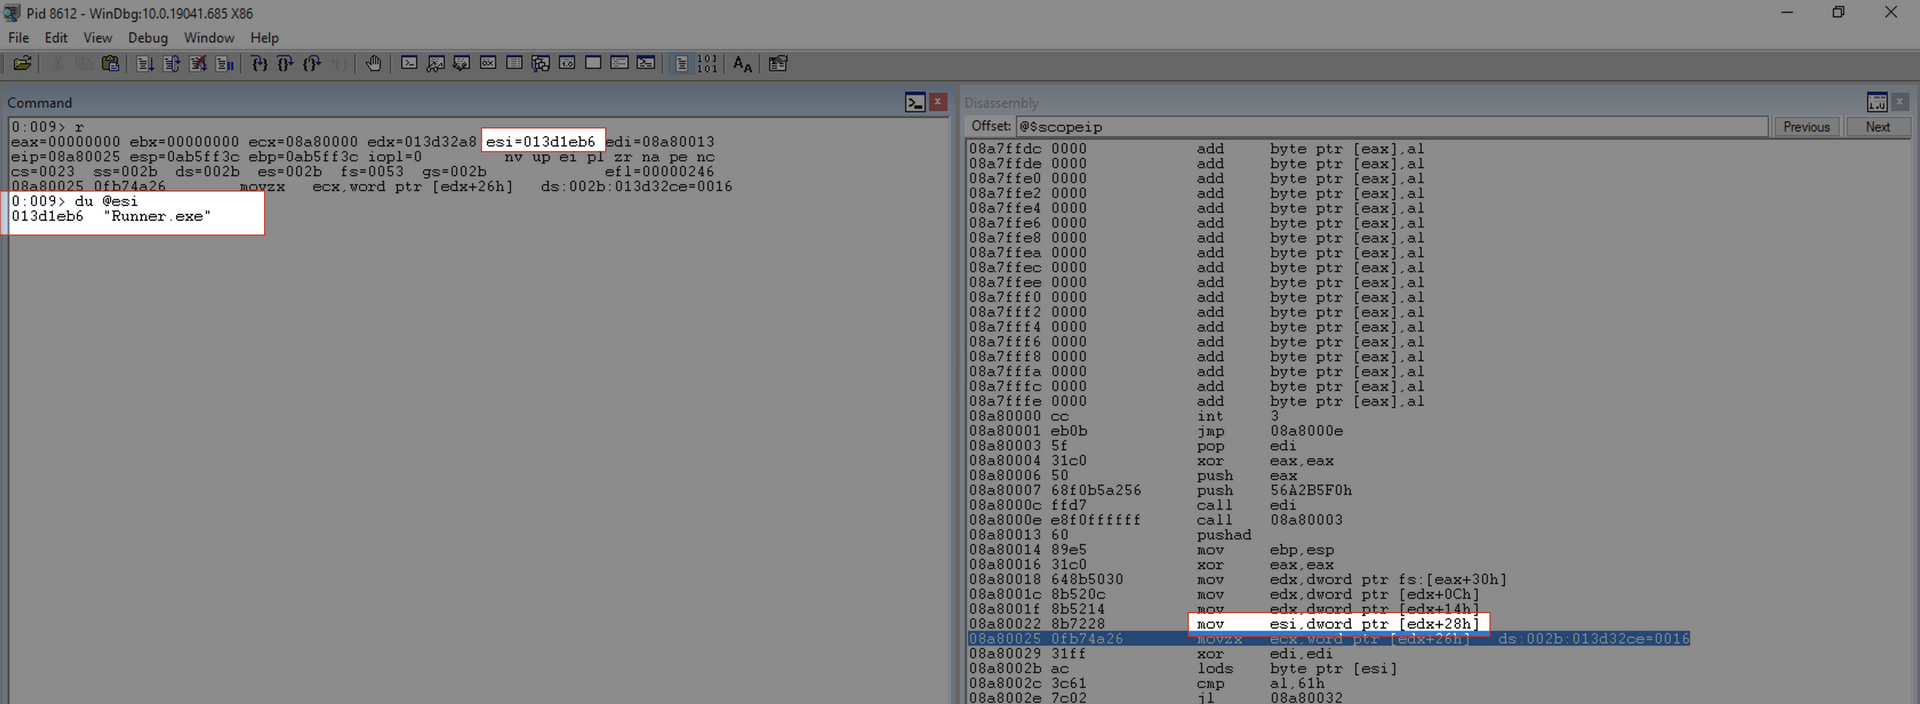 Pid 8612 - WinDbg:10.0.19041.685 X86
File Edit View Debug Window Help
Command
0:009> r
eax=00000000 ebx=00000000 ecx=08a80000 edx=013d32a8 esi=013d1eb6 edi=08a80013
eip=08a80025 esp=0ab5ff3c ebp=0ab5ff3c iopl=0 nv up ei pl zr na pe nc
cs=0023 ss=002b ds=002b es=002b fs=0053 gs=002b efl=00000246
08a80025 0fb74a26 movzx ecx,word ptr [edx+26h] ds:002b:013d32ce=0016
0:009> du @esi
013d1eb6 "Runner.exe"
Disassembly
Offset: @$scopeip Previous Next
08a7ffdc 0000 add byte ptr [eax],al
08a7ffde 0000 add byte ptr [eax],al
08a7ffe0 0000 add byte ptr [eax],al
08a7ffe2 0000 add byte ptr [eax],al
08a7ffe4 0000 add byte ptr [eax],al
08a7ffe6 0000 add byte ptr [eax],al
08a7ffe8 0000 add byte ptr [eax],al
08a7ffea 0000 add byte ptr [eax],al
08a7ffec 0000 add byte ptr [eax],al
08a7ffee 0000 add byte ptr [eax],al
08a7fff0 0000 add byte ptr [eax],al
08a7fff2 0000 add byte ptr [eax],al
08a7fff4 0000 add byte ptr [eax],al
08a7fff6 0000 add byte ptr [eax],al
08a7fff8 0000 add byte ptr [eax],al
08a7fffa 0000 add byte ptr [eax],al
08a7fffc 0000 add byte ptr [eax],al
08a7fffe 0000 add byte ptr [eax],al
08a80000 cc int 3
08a80001 eb0b jmp 08a8000e
08a80003 5f pop edi
08a80004 31c0 xor eax,eax
08a80006 50 push eax
08a80007 68f0b5a256 push 56A2B5F0h
08a8000c ffd7 call edi
08a8000e e8f0ffffff call 08a80003
08a80013 60 pushad
08a80014 89e5 mov ebp,esp
08a80016 31c0 xor eax,eax
08a80018 648b5030 mov edx,dword ptr fs:[eax+30h]
08a8001c 8b520c mov edx,dword ptr [edx+0Ch]
08a8001f 8b5214 mov edx,dword ptr [edx+14h]
08a80022 8b7228 mov esi,dword ptr [edx+28h]
08a80025 0fb74a26 movzx ecx,word ptr [edx+26h] ds:002b:013d32ce=0016
08a80029 31ff xor edi,edi
08a8002b ac lods byte ptr [esi]
08a8002c 3c61 cmp al,61h
08a8002e 7c02 jl 08a80032